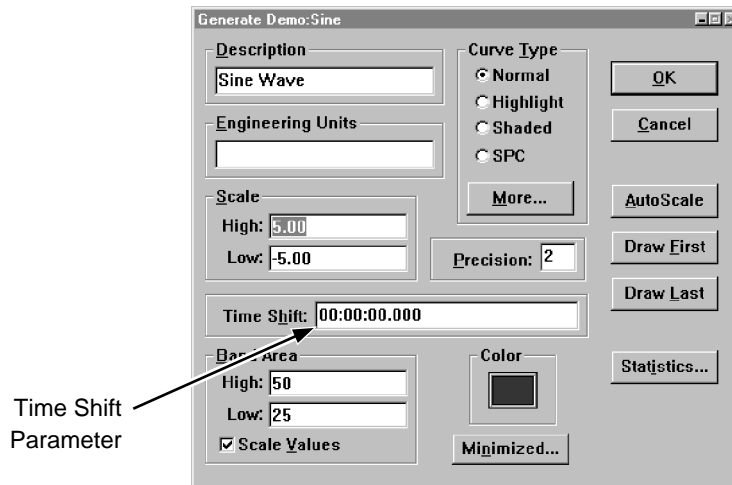 Generate Demo:Sine
Description
Sine Wave
Engineering Units
Scale
High: 5.00
Low: -5.00
Curve Type
Normal
Highlight
Shaded
SPC
More...
Precision: 2
Time Shift: 00:00:00.000
Band Area
High: 50
Low: 25
Scale Values
Color
Minimized...
OK
Cancel
AutoScale
Draw First
Draw Last
Statistics...
Time Shift
Parameter